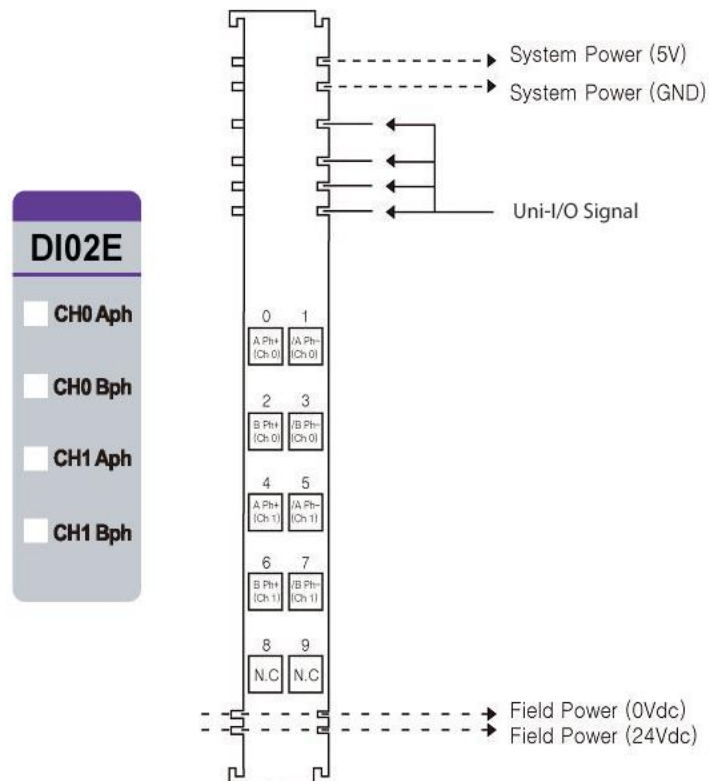 System Power (5V)
System Power (GND)
Uni-I/O Signal
DI02E
CH0 Aph
CH0 Bph
CH1 Aph
CH1 Bph
0 1
A Ph+ (Ch 0) /A Ph- (Ch 0)
2 3
B Ph+ (Ch 0) /B Ph- (Ch 0)
4 5
A Ph+ (Ch 1) /A Ph- (Ch 1)
6 7
B Ph+ (Ch 1) /B Ph- (Ch 1)
8 9
N.C N.C
Field Power (0Vdc)
Field Power (24Vdc)